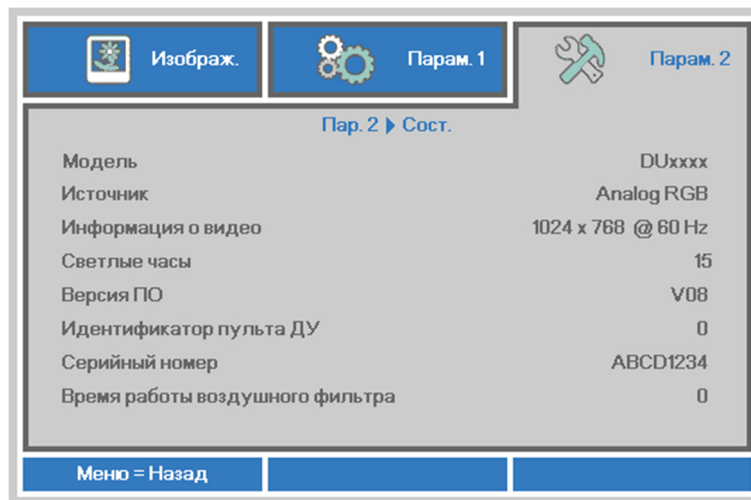 Изображ. Парам. 1 Парам. 2
Пар. 2 Сост.
Модель DUxxxx
Источник Analog RGB
Информация о видео 1024 x 768 @ 60 Hz
Светлые часы 15
Версия ПО V08
Идентификатор пульта ДУ 0
Серийный номер ABCD1234
Время работы воздушного фильтра 0
Меню = Назад